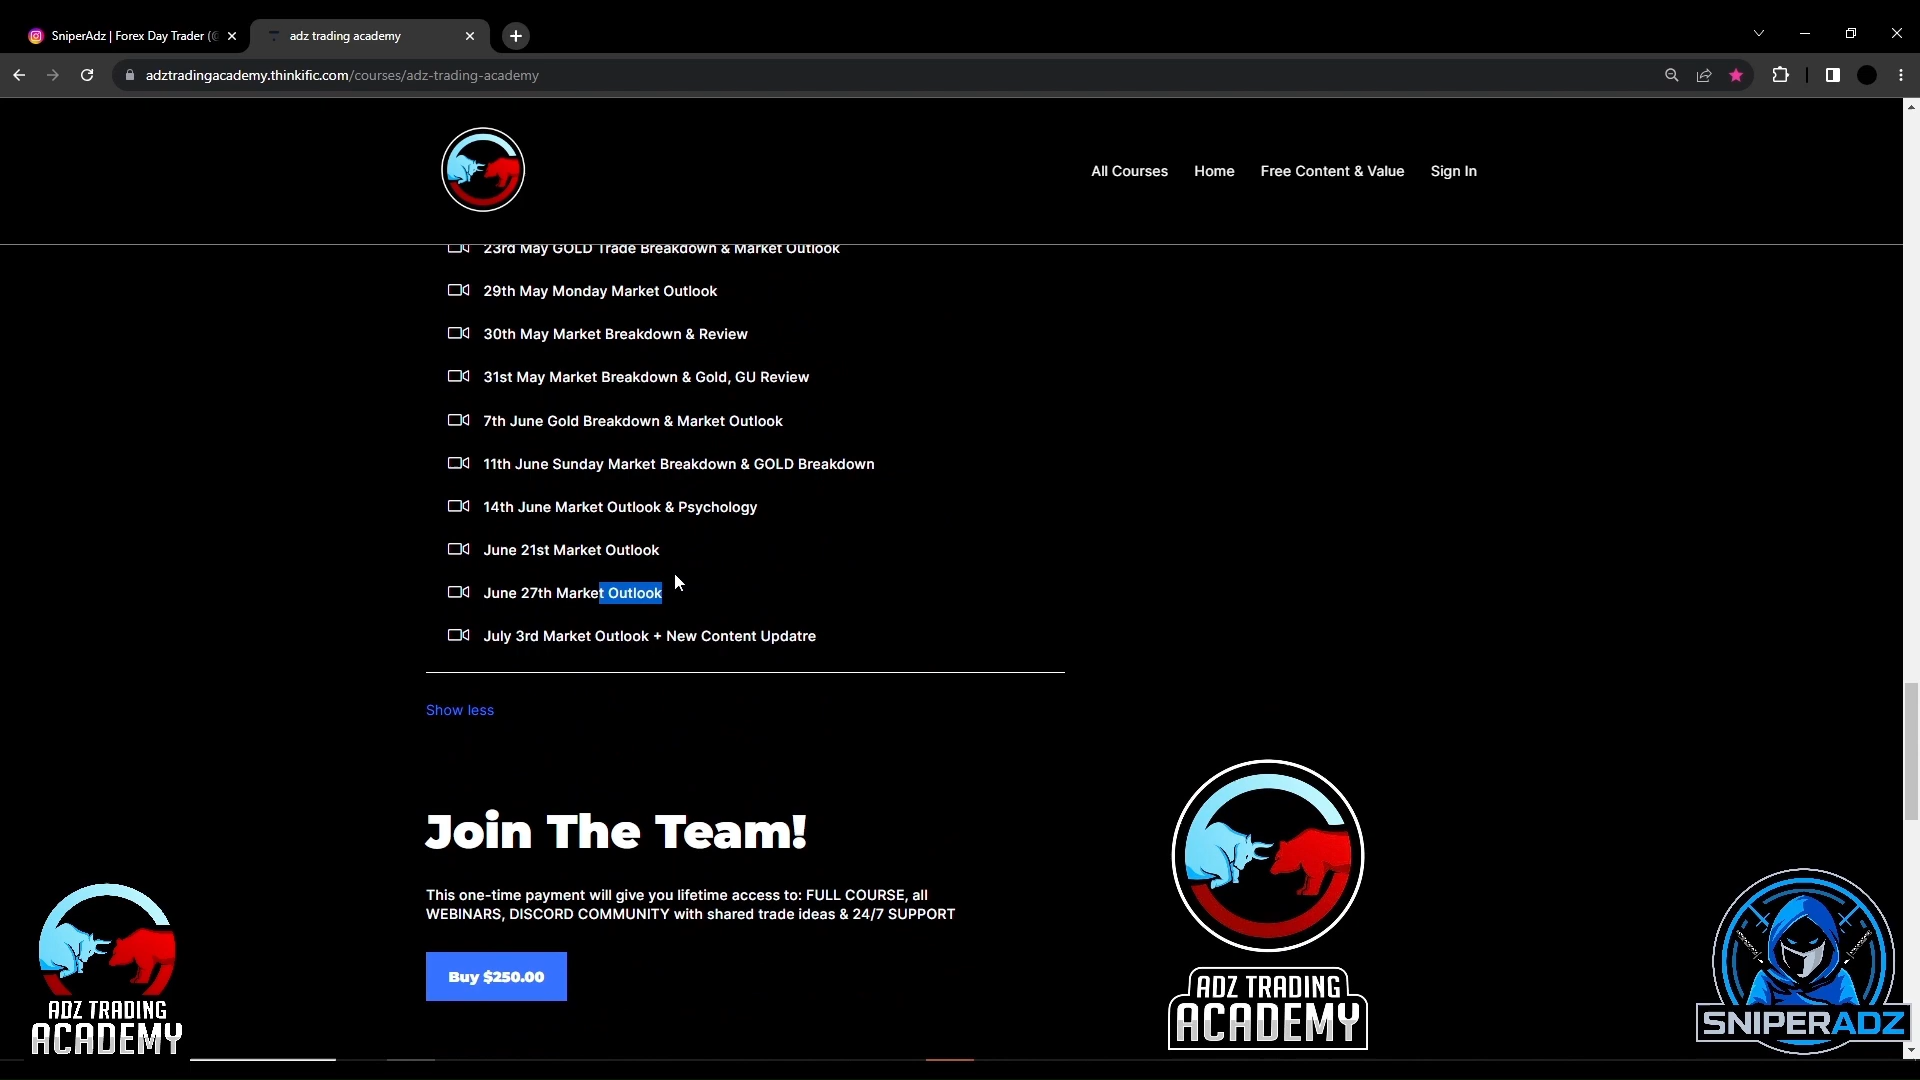 SniperAdz | Forex Day Trader (
adz trading academy
adztradingacademy.thinkific.com/courses/adz-trading-academy
All Courses
Home
Free Content & Value
Sign In
23rd May GOLD Trade Breakdown & Market Outlook
29th May Monday Market Outlook
30th May Market Breakdown & Review
31st May Market Breakdown & Gold, GU Review
7th June Gold Breakdown & Market Outlook
11th June Sunday Market Breakdown & GOLD Breakdown
14th June Market Outlook & Psychology
June 21st Market Outlook
June 27th Market Outlook
July 3rd Market Outlook + New Content Updatre
Show less
Join The Team!
This one-time payment will give you lifetime access to: FULL COURSE, all
WEBINARS, DISCORD COMMUNITY with shared trade ideas & 24/7 SUPPORT
Buy $250.00
ADZ TRADING
ACADEMY
ADZ TRADING
ACADEMY
SNIPERADZ